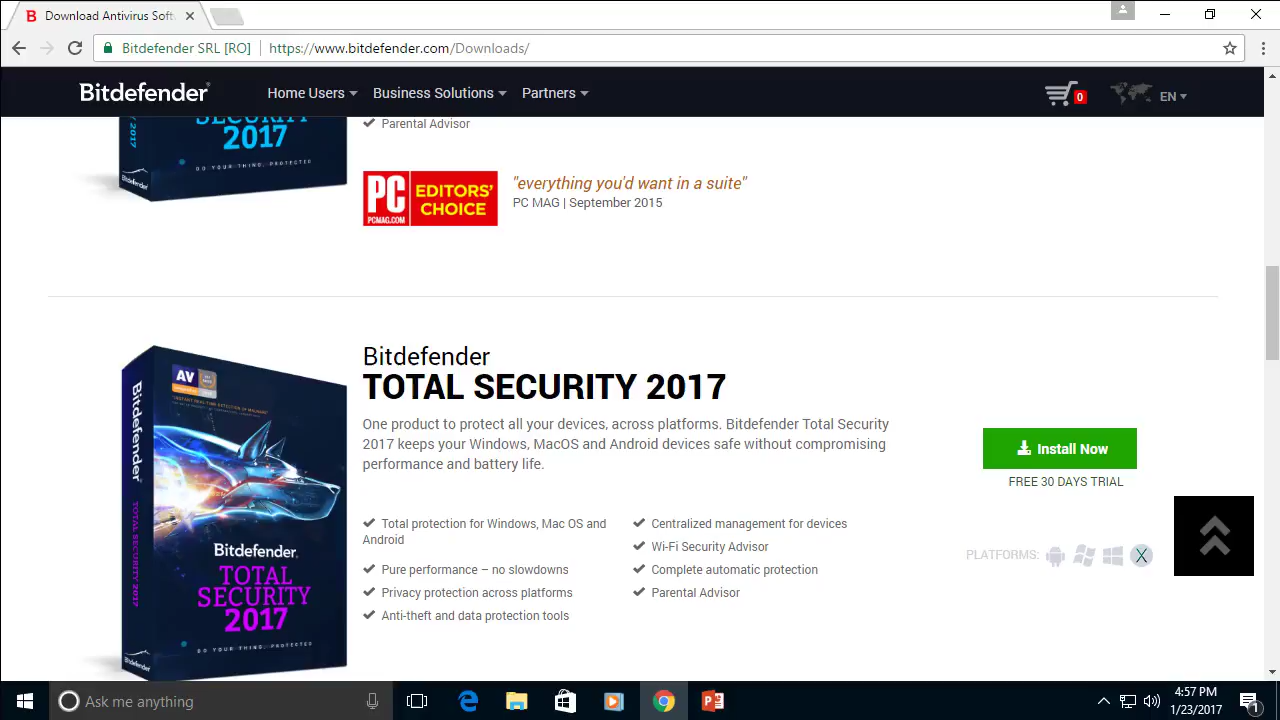 Download Antivirus Soft
Bitdefender SRL [RO]
https://www.bitdefender.com/Downloads/
Bitdefender
Home Users
Business Solutions
Partners
0
EN
SECURITY
2017
2017
DO YOUR THING, PROTECTED
Bitdefender
Parental Advisor
PC
PCMAG.COM
EDITORS'
CHOICE
"everything you'd want in a suite"
PC MAG | September 2015
Bitdefender
TOTAL SECURITY 2017
One product to protect all your devices, across platforms. Bitdefender Total Security
2017 keeps your Windows, MacOS and Android devices safe without compromising
performance and battery life.
Install Now
FREE 30 DAYS TRIAL
Total protection for Windows, Mac OS and
Android
Pure performance – no slowdowns
Privacy protection across platforms
Anti-theft and data protection tools
Centralized management for devices
Wi-Fi Security Advisor
Complete automatic protection
Parental Advisor
PLATFORMS:
X
AV
Bitdefender
TOTAL SECURITY 2017
Bitdefender
TOTAL
SECURITY
2017
DO YOUR THING, PROTECTED
Bitdefender
Ask me anything
4:57 PM
1/23/2017
1